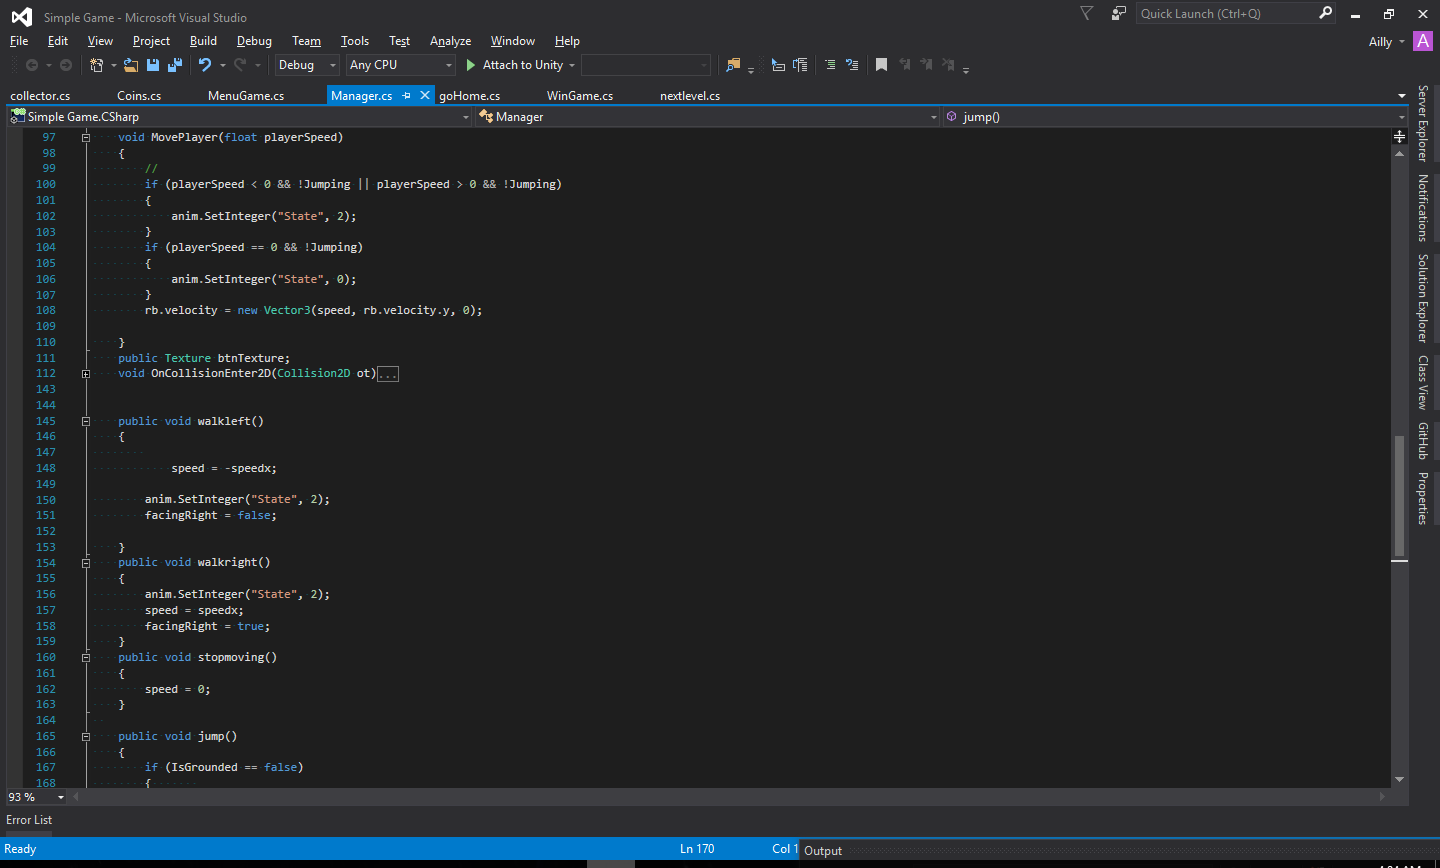 Simple Game - Microsoft Visual Studio
Quick Launch (Ctrl+Q)
File Edit View Project Build Debug Team Tools Test Analyze Window Help
Ailly A
Debug Any CPU Attach to Unity
collector.cs Coins.cs MenuGame.cs Manager.cs goHome.cs WinGame.cs nextlevel.cs
Simple Game.CSharp Manager jump()
97 void MovePlayer(float playerSpeed)
98 {
99 //
100 if (playerSpeed < 0 && !Jumping || playerSpeed > 0 && !Jumping)
101 {
102 anim.SetInteger("State", 2);
103 }
104 if (playerSpeed == 0 && !Jumping)
105 {
106 anim.SetInteger("State", 0);
107 }
108 rb.velocity = new Vector3(speed, rb.velocity.y, 0);
109
110 }
111 public Texture btnTexture;
112 void OnCollisionEnter2D(Collision2D ot)...
143
144
145 public void walkleft()
146 {
147
148 speed = -speedx;
149
150 anim.SetInteger("State", 2);
151 facingRight = false;
152
153 }
154 public void walkright()
155 {
156 anim.SetInteger("State", 2);
157 speed = speedx;
158 facingRight = true;
159 }
160 public void stopmoving()
161 {
162 speed = 0;
163 }
164
165 public void jump()
166 {
167 if (IsGrounded == false)
168 {
93 %
Server Explorer
Notifications
Solution Explorer
Class View
GitHub
Properties
Error List
Ready Ln 170 Col 1 Output